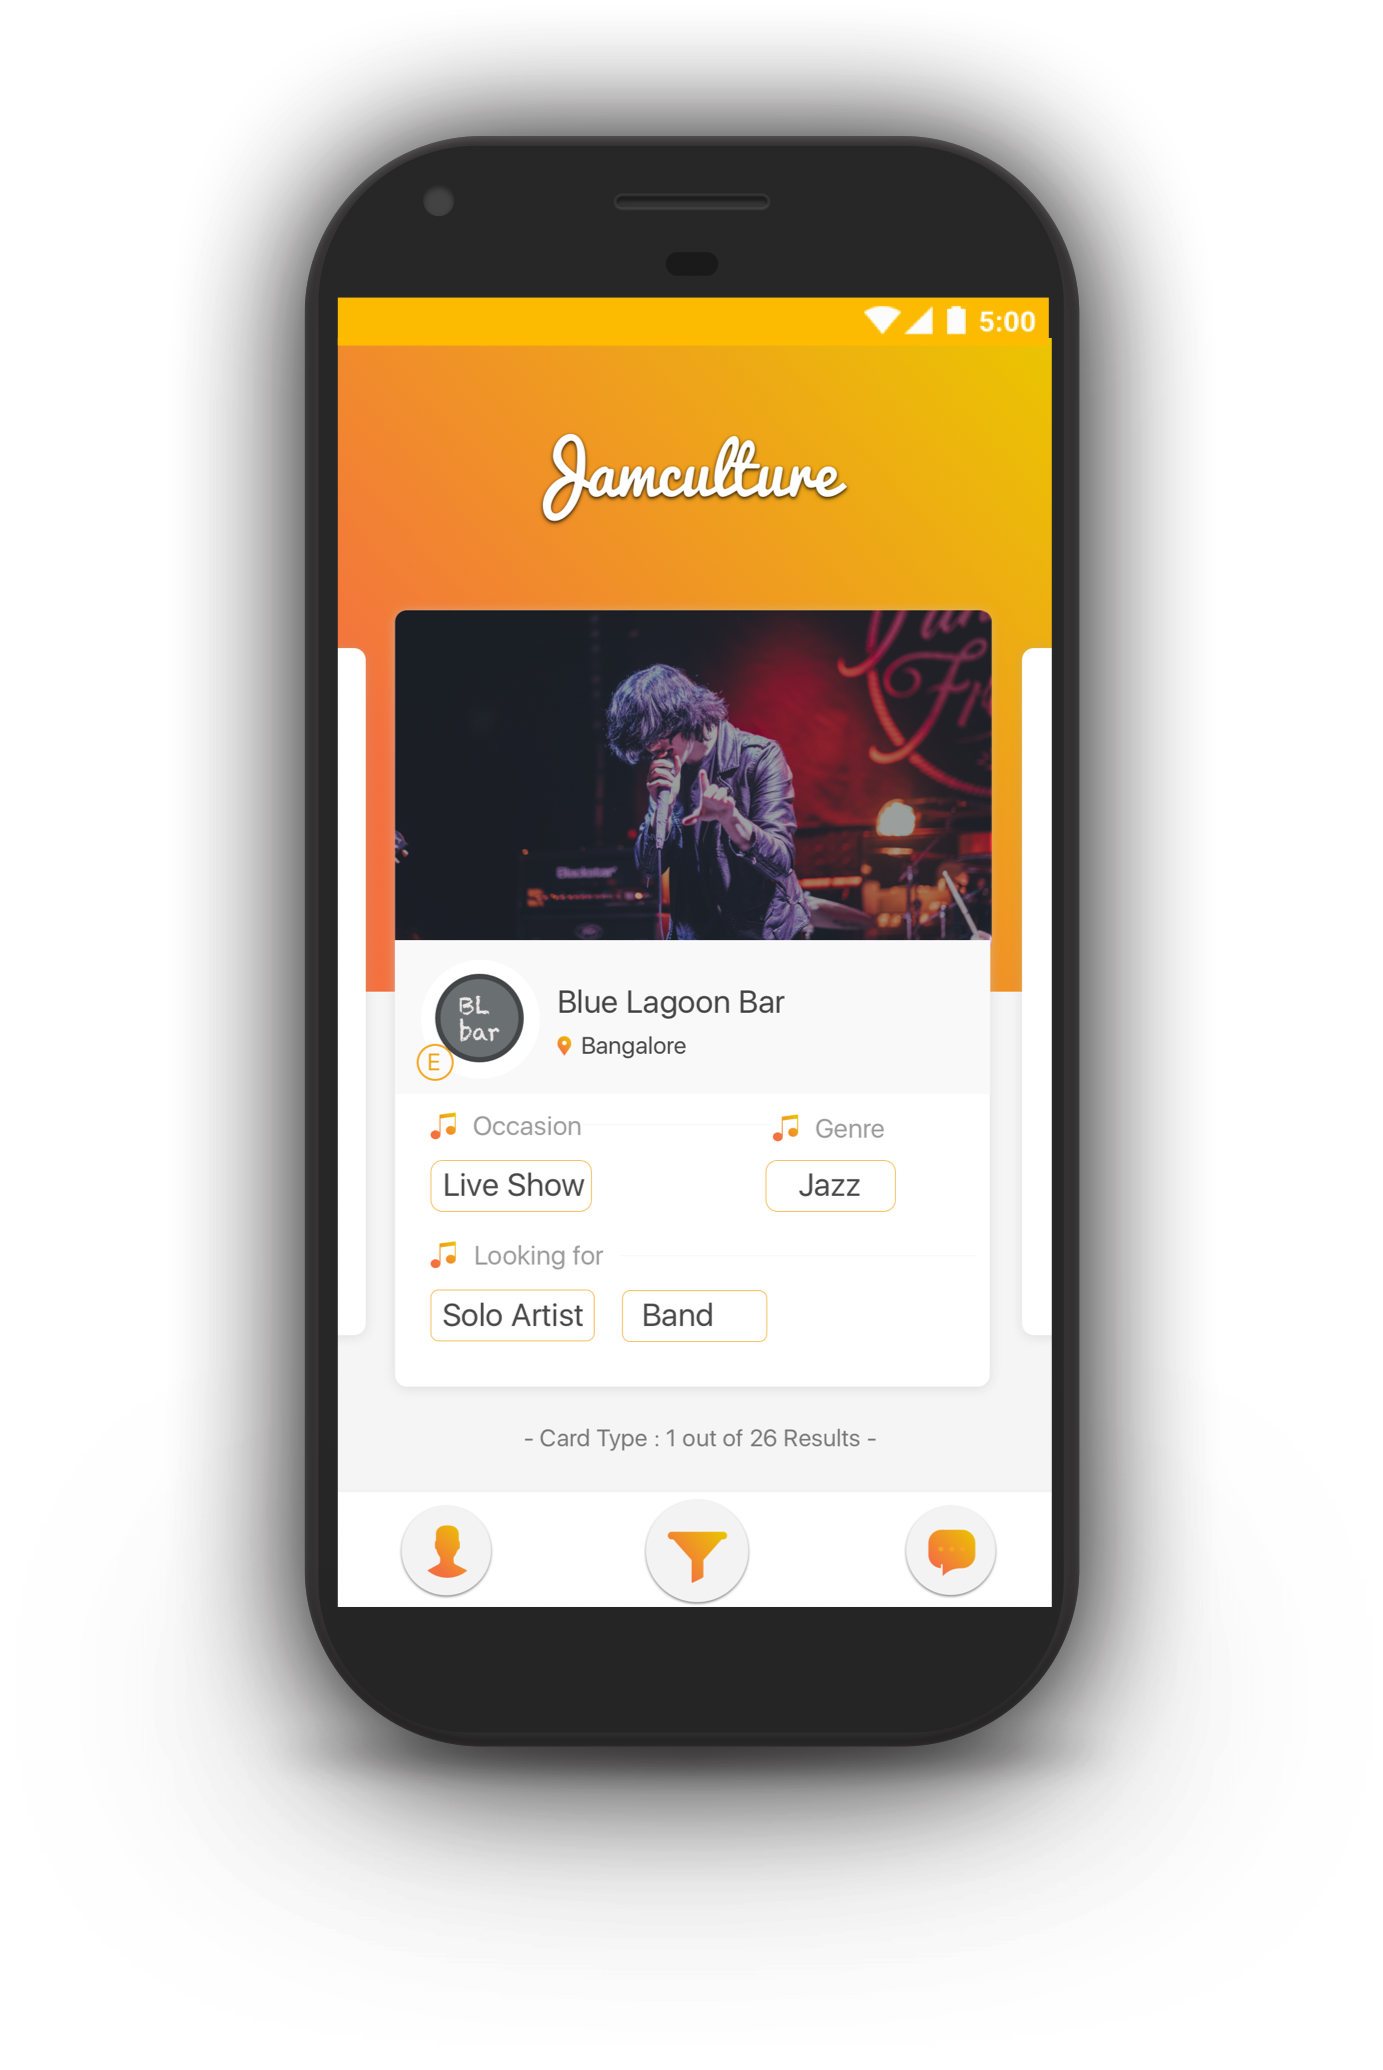 5:00
Jamculture
Blackstar
BL
bar
E
Blue Lagoon Bar
Bangalore
Occasion
Genre
Live Show
Jazz
Looking for
Solo Artist
Band
- Card Type : 1 out of 26 Results -